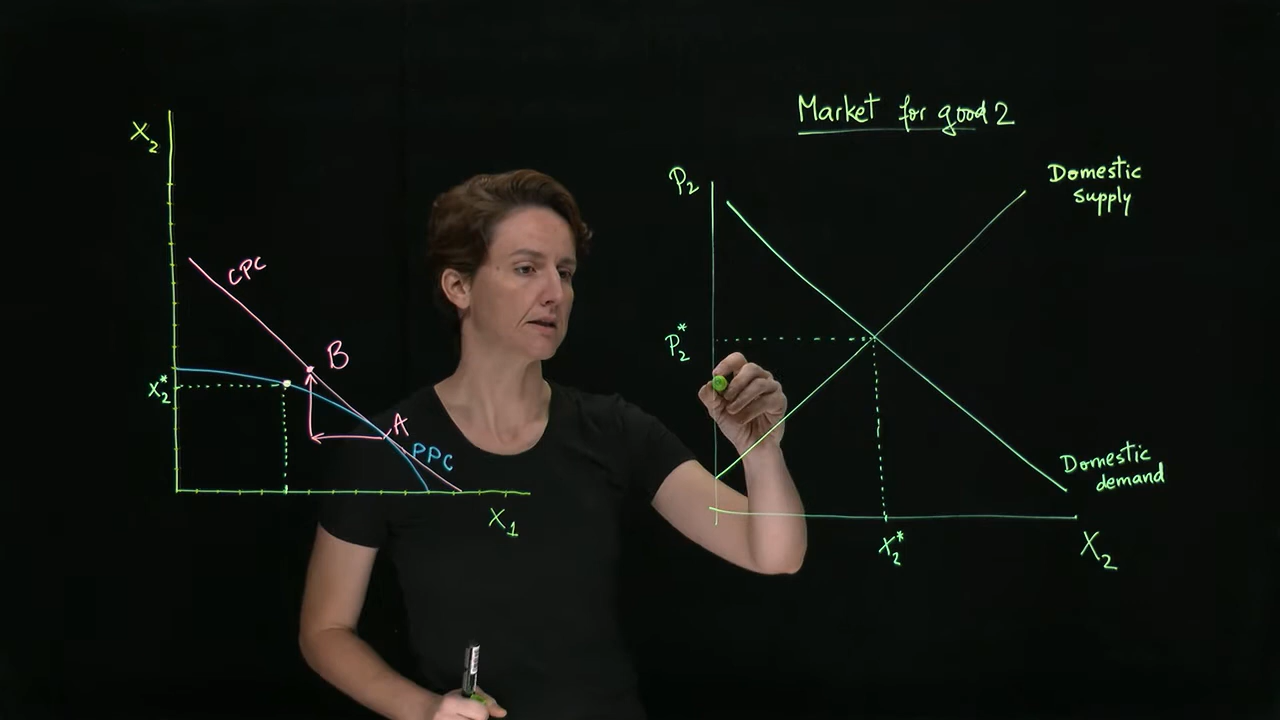 X₂
CPC
B
X₂*
A
PPC
X₁
Market for good 2
P₂
Domestic
supply
P₂*
Domestic
demand
X₂*
X₂